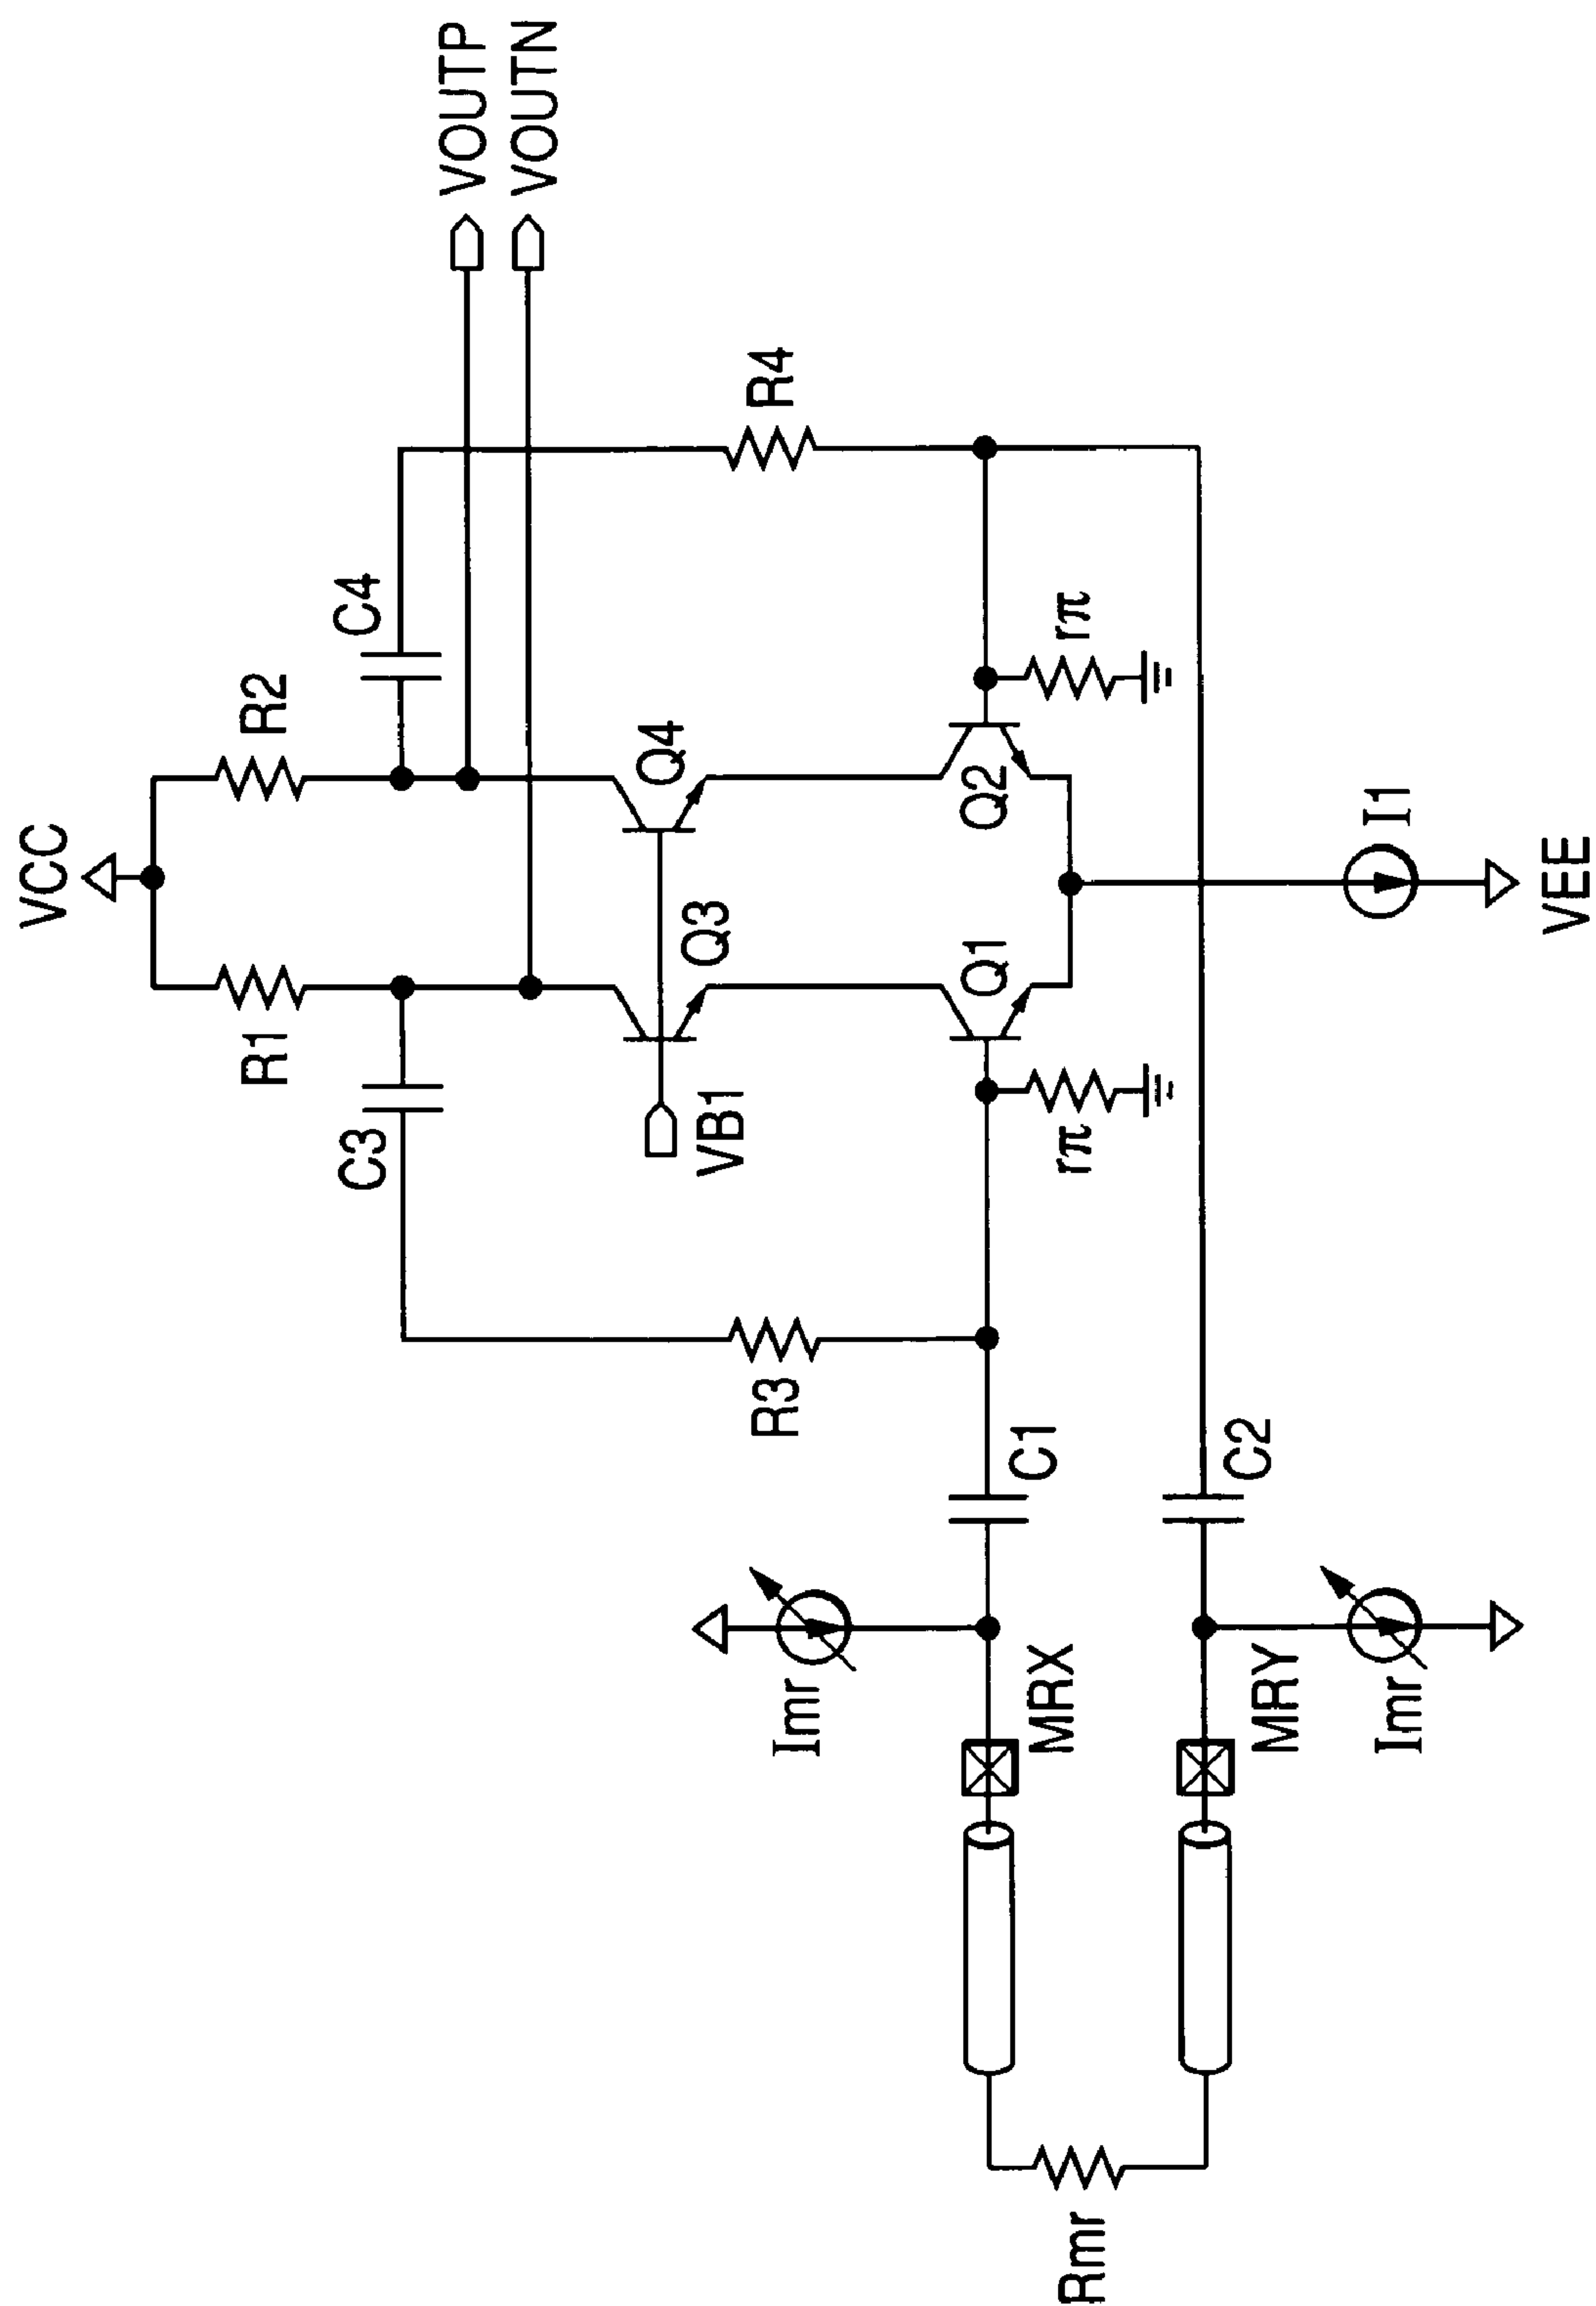 VCC
VOUTP
VOUTN
R1
R2
C3
C4
Q3
Q4
VB1
R3
R4
Q1
Q2
rπ
rπ
C1
C2
I1
VEE
Imr
Imr
MRX
MRY
Rmr